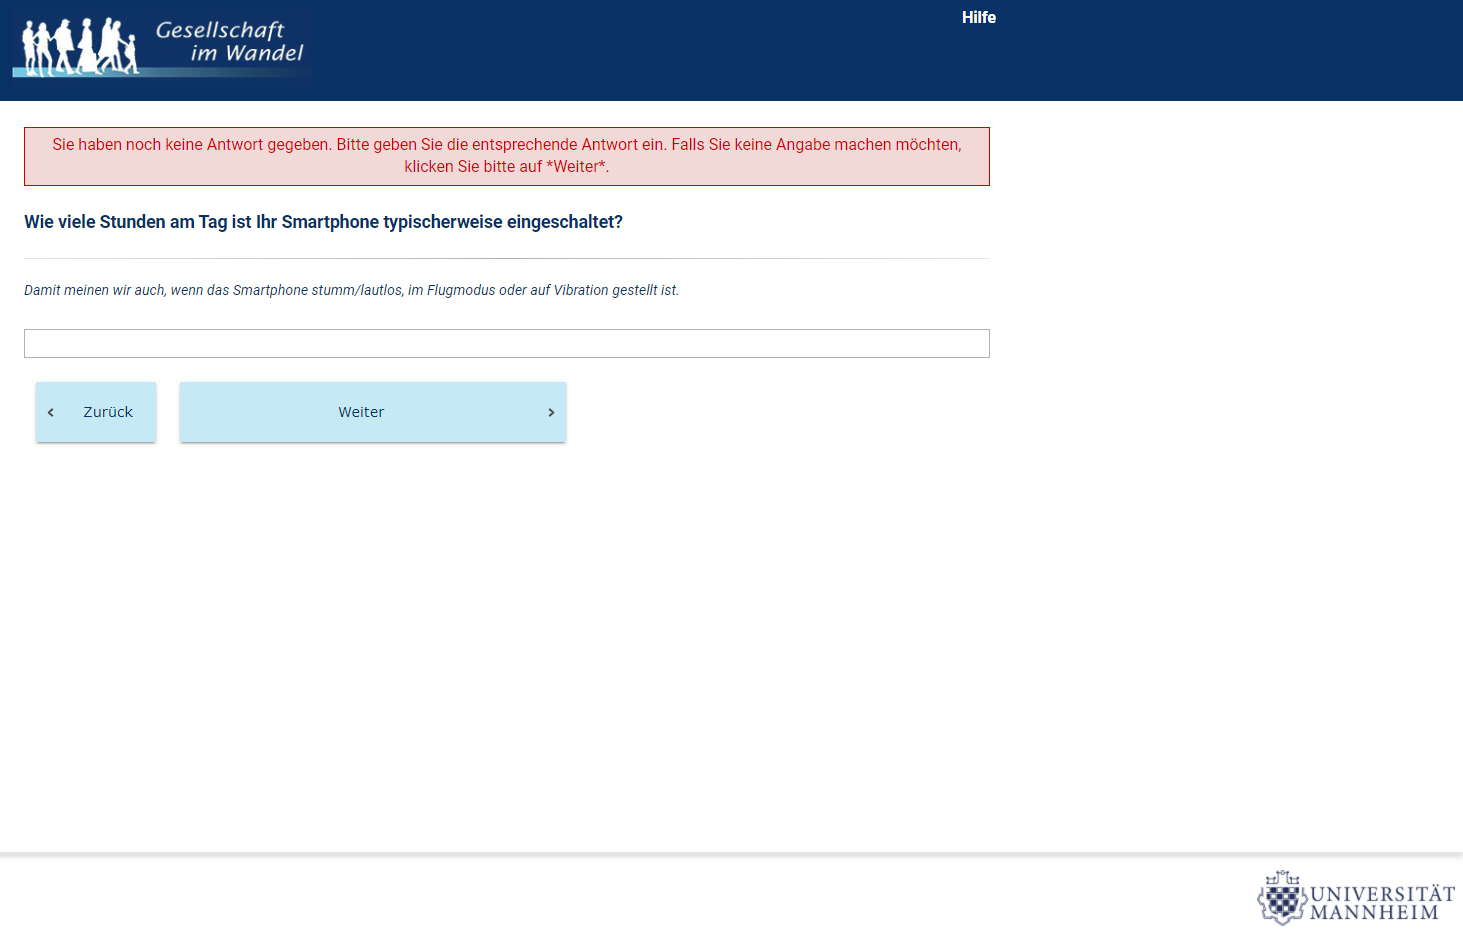 Gesellschaft
im Wandel
Hilfe
Sie haben noch keine Antwort gegeben. Bitte geben Sie die entsprechende Antwort ein. Falls Sie keine Angabe machen möchten,
klicken Sie bitte auf *Weiter*.
Wie viele Stunden am Tag ist Ihr Smartphone typischerweise eingeschaltet?
Damit meinen wir auch, wenn das Smartphone stumm/lautlos, im Flugmodus oder auf Vibration gestellt ist.
Zurück
Weiter
UNIVERSITÄT
MANNHEIM